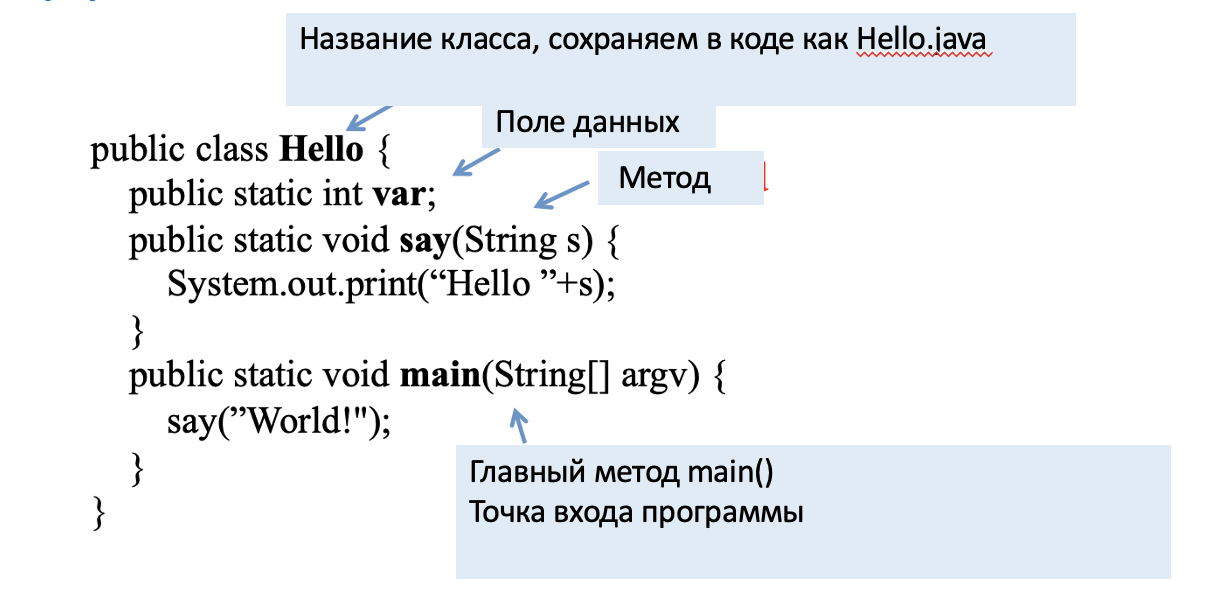 Название класса, сохраняем в коде как Hello.java
Поле данных
Метод
public class Hello {
public static int var;
public static void say(String s) {
System.out.print(“Hello ”+s);
}
public static void main(String[] argv) {
say(”World!");
}
}
Главный метод main()
Точка входа программы